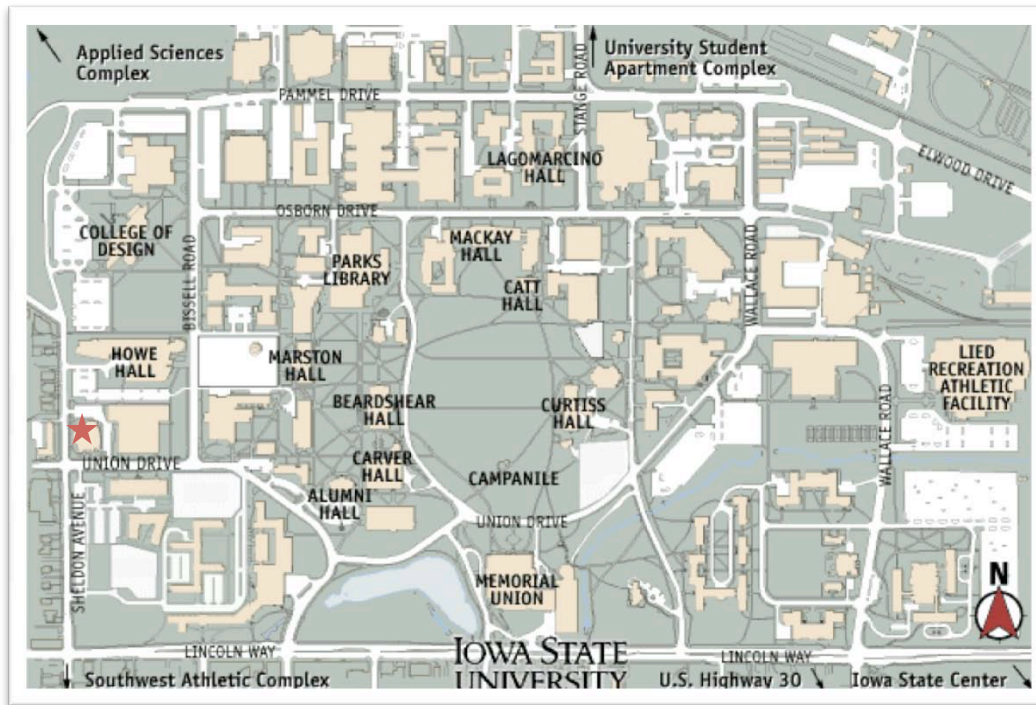 Applied Sciences
Complex
STANGE ROAD
University Student
Apartment Complex
PAMMEL DRIVE
ELWOOD DRIVE
LAGOMARCINO
HALL
OSBORN DRIVE
COLLEGE OF
DESIGN
BISSELL ROAD
PARKS
LIBRARY
MACKAY
HALL
CATT
HALL
WALLACE ROAD
HOWE
HALL
MARSTON
HALL
LIED
RECREATION
ATHLETIC
FACILITY
BEARDSHEAR
HALL
CURTISS
HALL
WALLACE ROAD
UNION DRIVE
CARVER
HALL
CAMPANILE
ALUMNI
HALL
UNION DRIVE
SHELDON AVENUE
MEMORIAL
UNION
N
LINCOLN WAY
IOWA STATE
UNIVERSITY
LINCOLN WAY
Southwest Athletic Complex
U.S. Highway 30
Iowa State Center